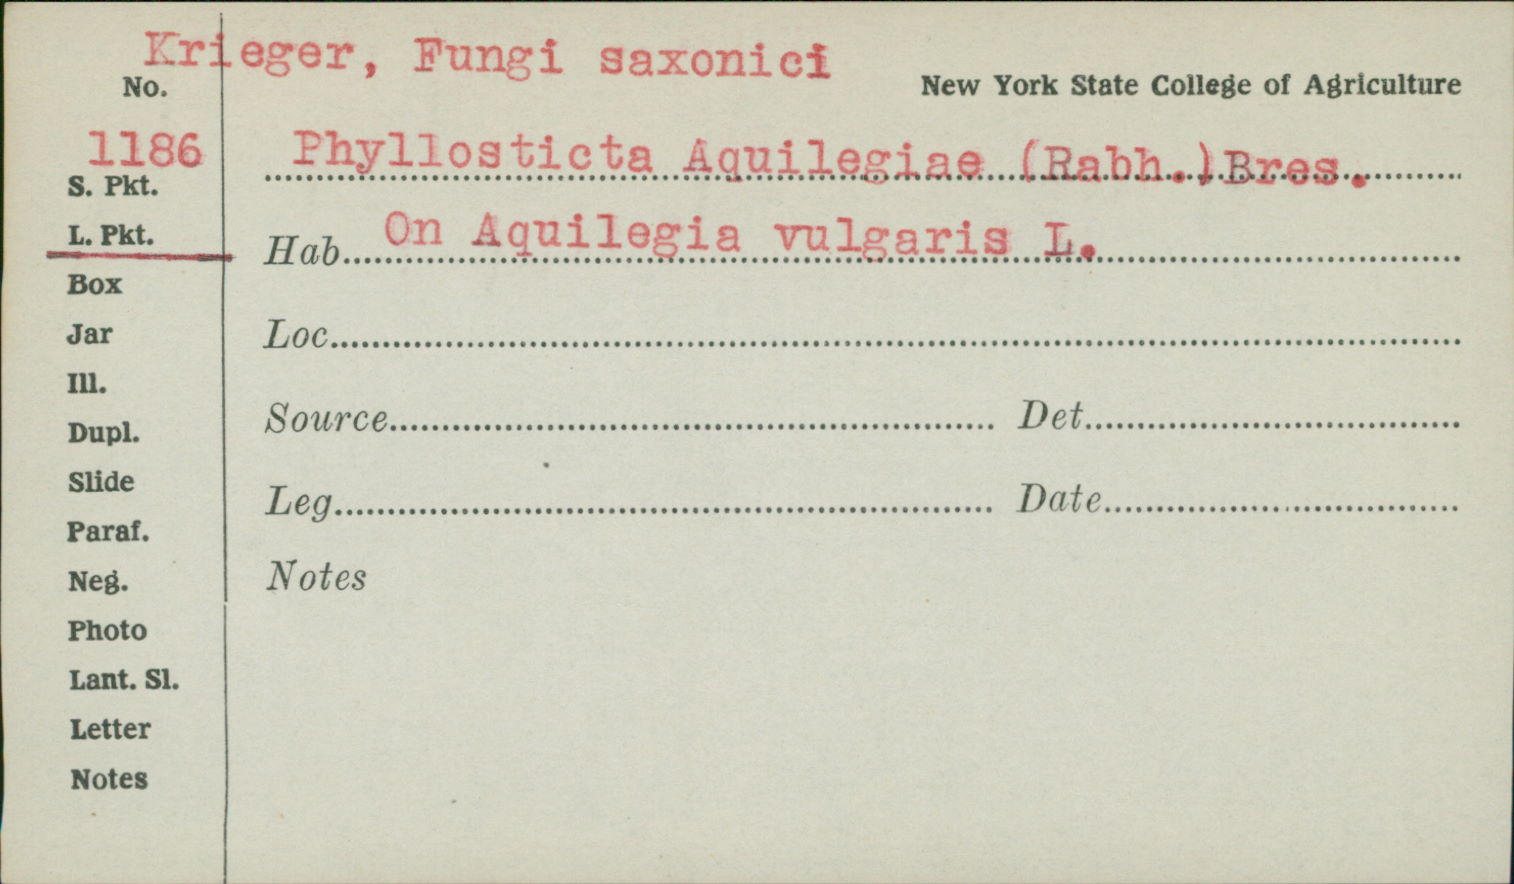 Krieger, Fungi saxonici
No.
New York State College of Agriculture
1186
Phyllosticta Aquilegiae (Rabh.)Bres.
S. Pkt.
L. Pkt.
Hab. On Aquilegia vulgaris L.
Box
Jar
Loc.
Ill.
Dupl.
Source Det.
Slide
Leg. Date
Paraf.
Neg.
Notes
Photo
Lant. Sl.
Letter
Notes